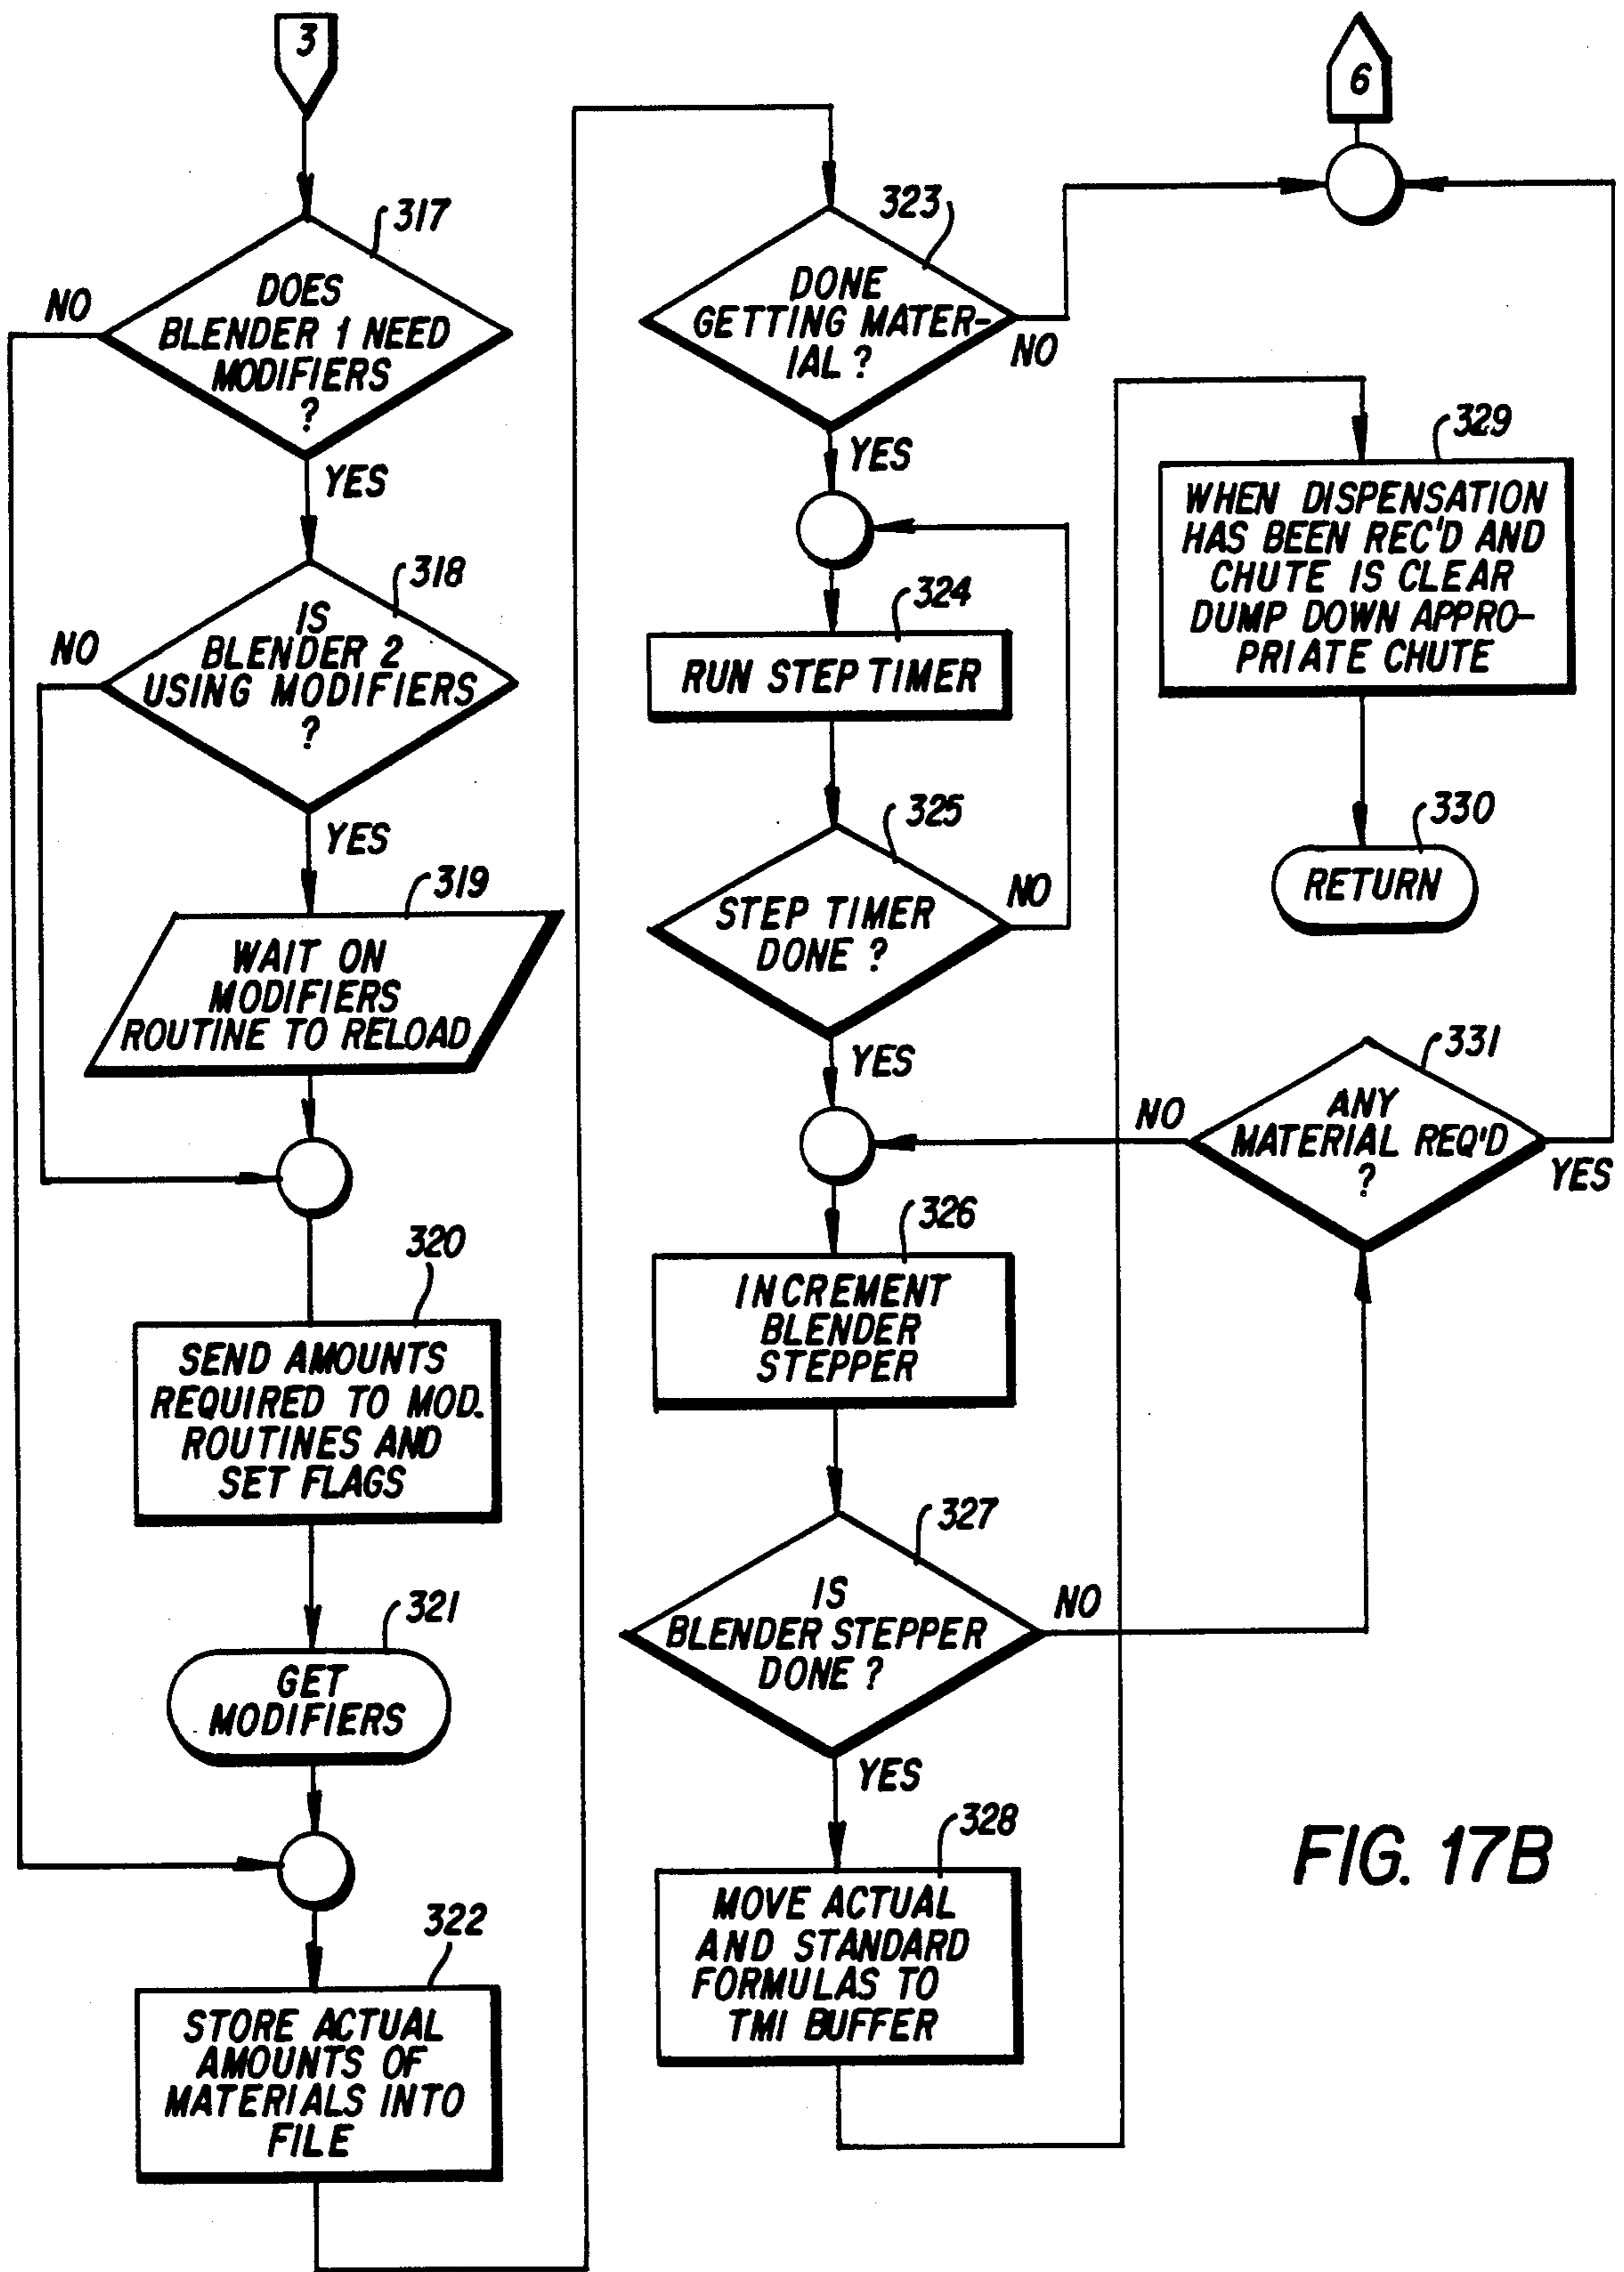 3
317
DOES
BLENDER 1 NEED
MODIFIERS
?
NO
YES
318
IS
BLENDER 2
USING MODIFIERS
?
NO
YES
319
WAIT ON
MODIFIERS
ROUTINE TO RELOAD
320
SEND AMOUNTS
REQUIRED TO MOD.
ROUTINES AND
SET FLAGS
321
GET
MODIFIERS
322
STORE ACTUAL
AMOUNTS OF
MATERIALS INTO
FILE
323
DONE
GETTING MATER-
IAL ?
NO
YES
324
RUN STEP TIMER
325
STEP TIMER
DONE ?
NO
YES
326
INCREMENT
BLENDER
STEPPER
327
IS
BLENDER STEPPER
DONE ?
NO
YES
328
MOVE ACTUAL
AND STANDARD
FORMULAS TO
TMI BUFFER
6
329
WHEN DISPENSATION
HAS BEEN REC'D AND
CHUTE IS CLEAR
DUMP DOWN APPRO-
PRIATE CHUTE
330
RETURN
331
ANY
MATERIAL REQ'D
?
NO
YES
FIG. 17B